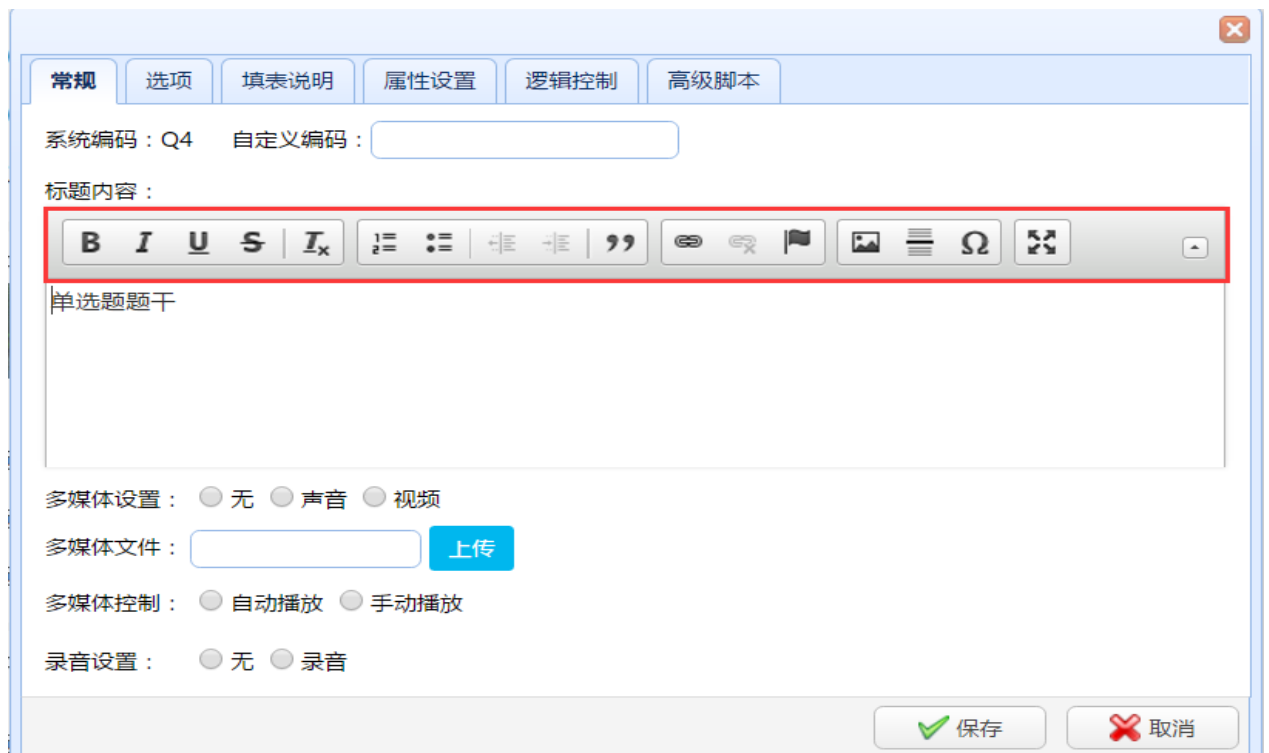 常规 选项 填表说明 属性设置 逻辑控制 高级脚本
系统编码：Q4 自定义编码：
标题内容：
B I U S Tx 1 2 ” Ω
单选题题干
多媒体设置： 无 声音 视频
多媒体文件： 上传
多媒体控制： 自动播放 手动播放
录音设置： 无 录音
保存 取消